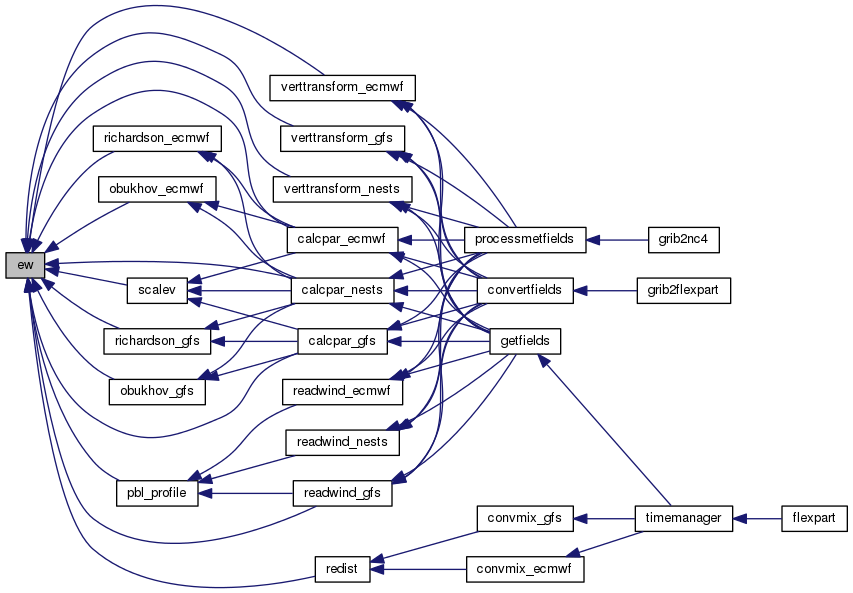 verttransform_ecmwf
richardson_ecmwf
verttransform_gfs
obukhov_ecmwf
verttransform_nests
calcpar_ecmwf
processmetfields
grib2nc4
ew
scalev
calcpar_nests
convertfields
grib2flexpart
richardson_gfs
calcpar_gfs
getfields
obukhov_gfs
readwind_ecmwf
readwind_nests
pbl_profile
readwind_gfs
convmix_gfs
timemanager
flexpart
redist
convmix_ecmwf